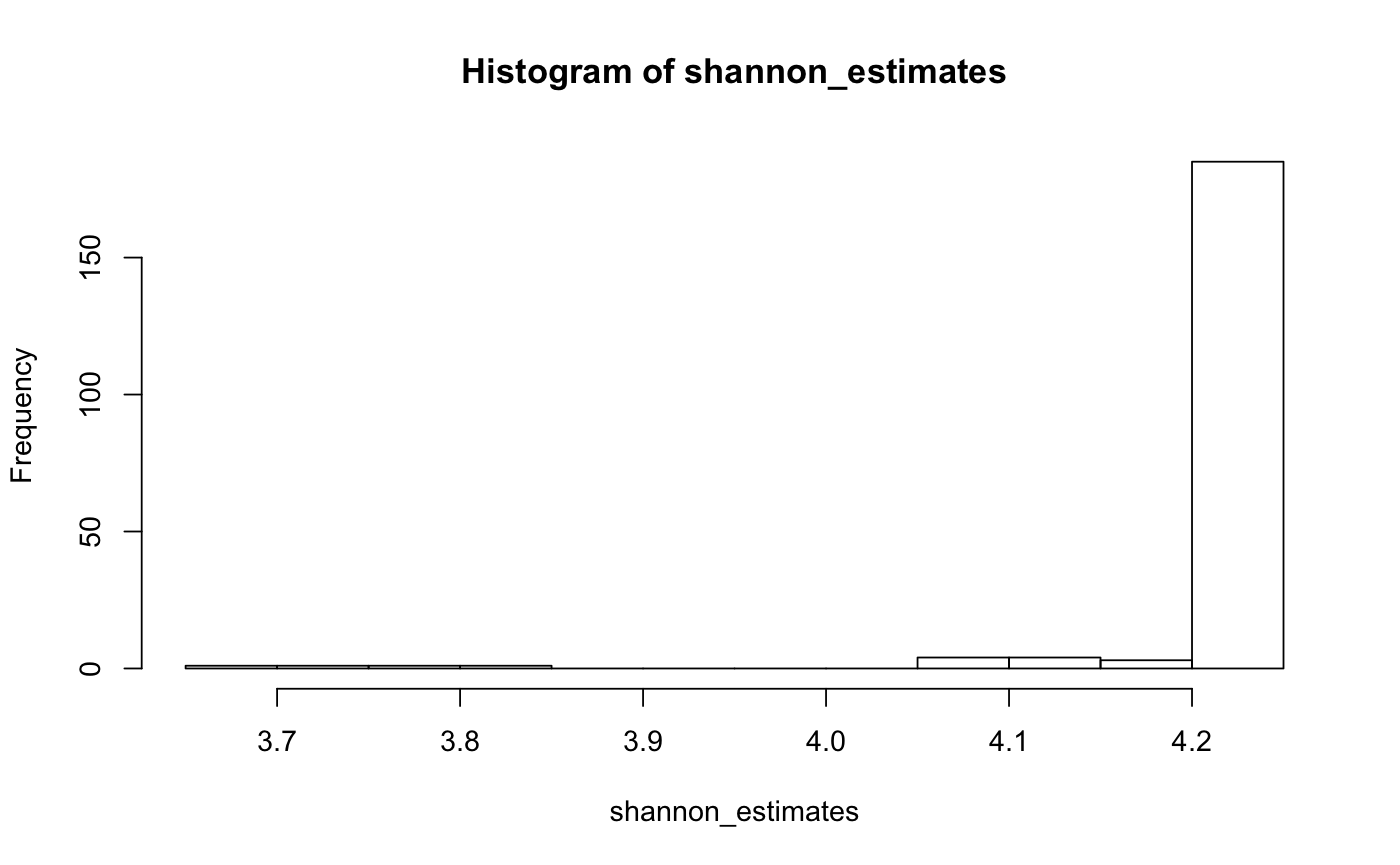 Histogram of shannon_estimates
Frequency
150
100
50
0
3.7 3.8 3.9 4.0 4.1 4.2
shannon_estimates